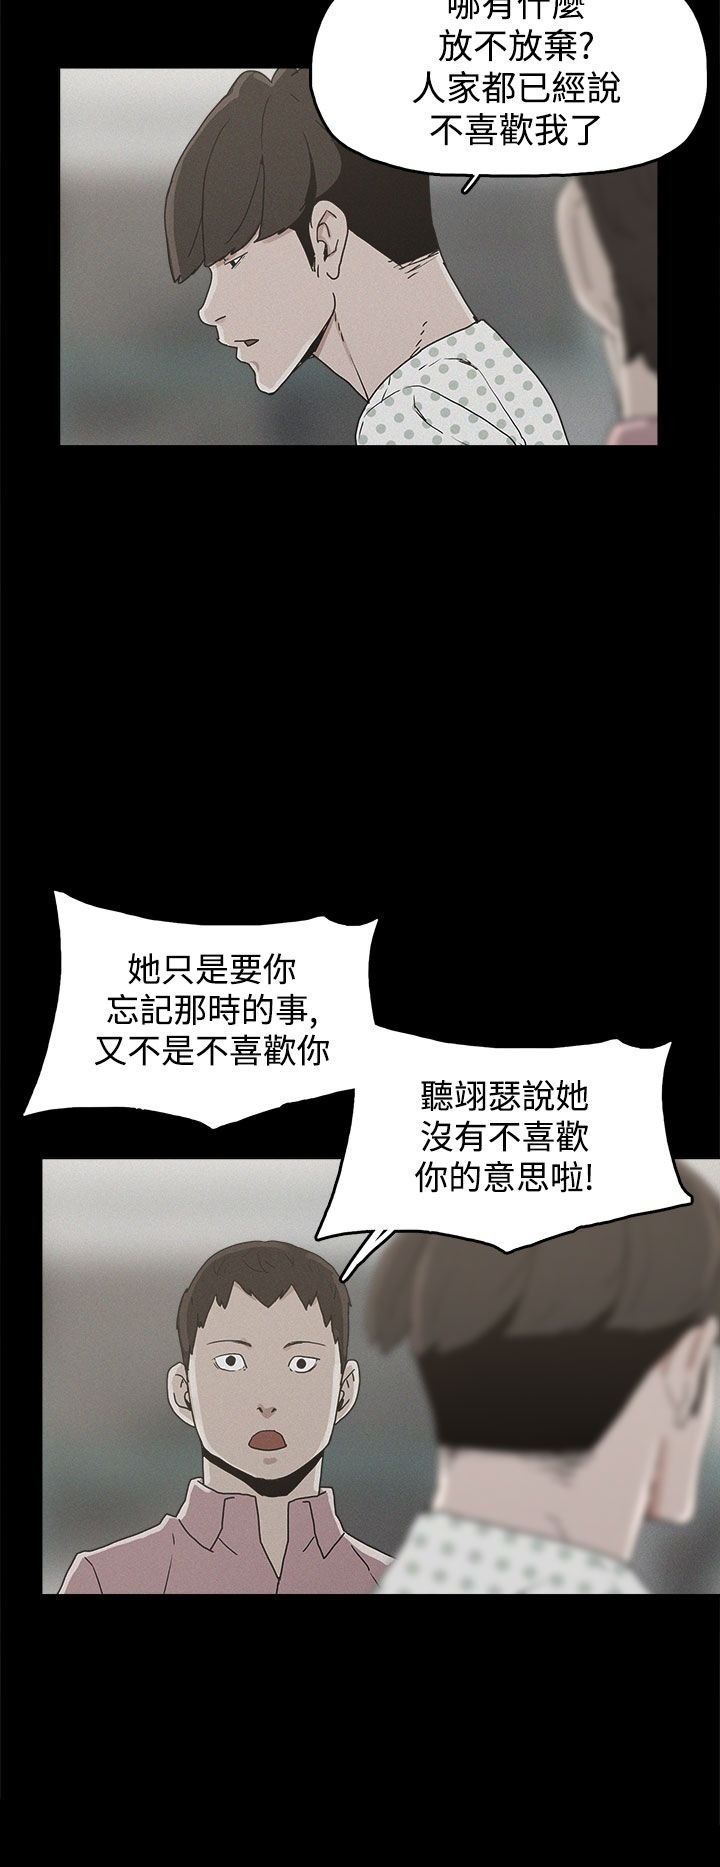 哪有什麼
放不放棄?
人家都已經說
不喜歡我了
她只是要你
忘記那時的事,
又不是不喜歡你
聽翊瑟說她
沒有不喜歡
你的意思啦!